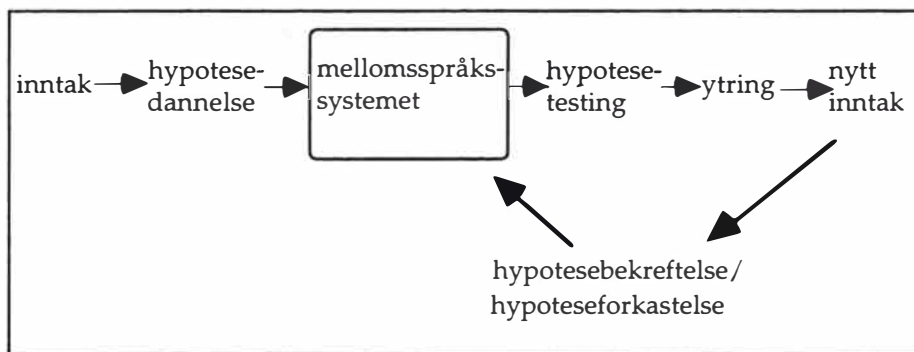 inntak
hypotese-
dannelse
mellomsspråks-
systemet
hypotese-
testing
ytring
nytt
inntak
hypotesebekreftelse/
hypoteseforkastelse